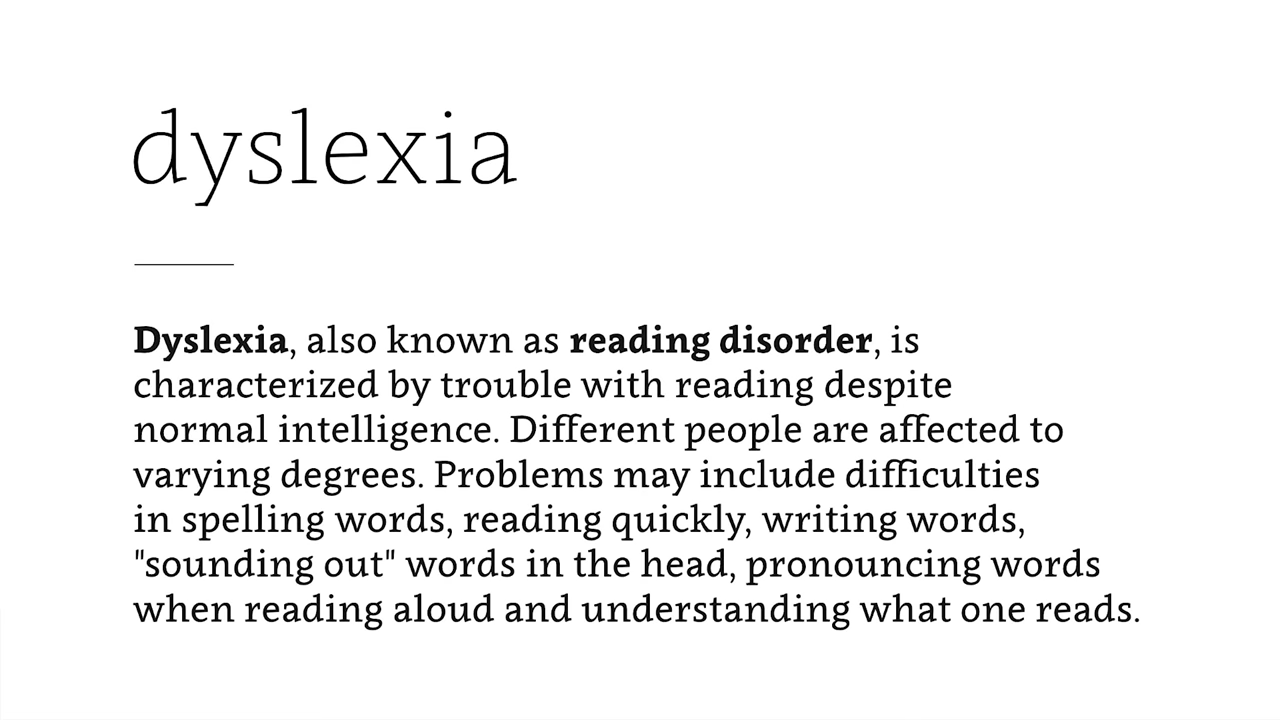 dyslexia
Dyslexia, also known as reading disorder, is
characterized by trouble with reading despite
normal intelligence. Different people are affected to
varying degrees. Problems may include difficulties
in spelling words, reading quickly, writing words,
"sounding out" words in the head, pronouncing words
when reading aloud and understanding what one reads.